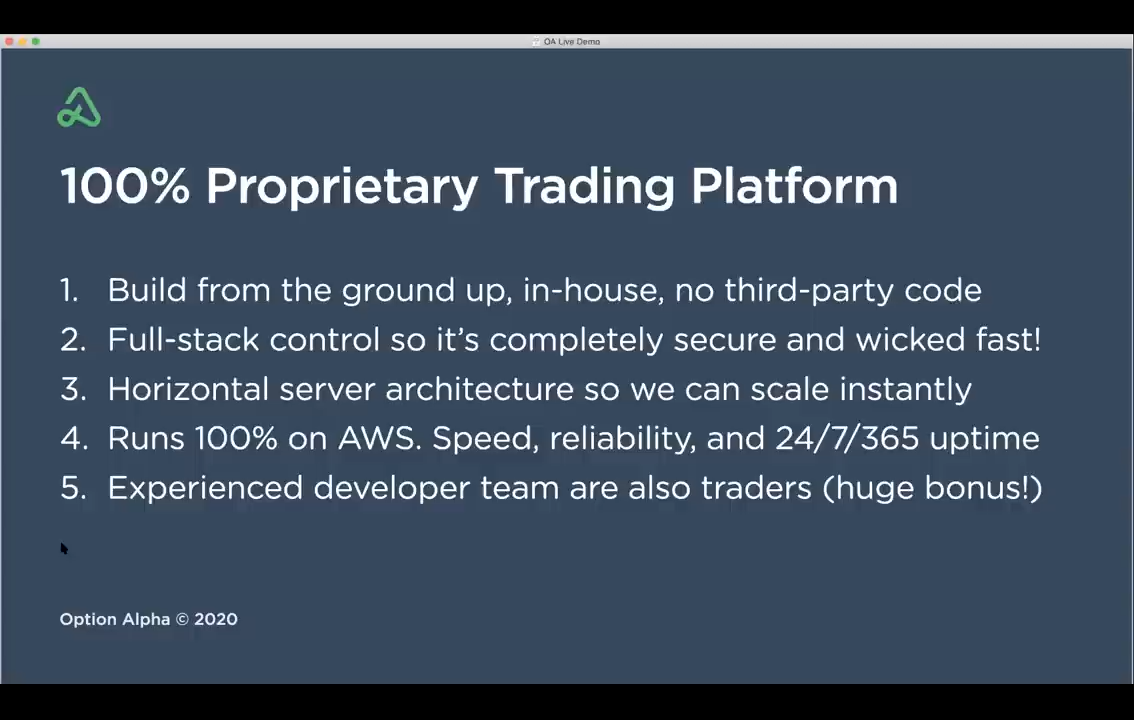 OA Live Demo
100% Proprietary Trading Platform
1. Build from the ground up, in-house, no third-party code
2. Full-stack control so it's completely secure and wicked fast!
3. Horizontal server architecture so we can scale instantly
4. Runs 100% on AWS. Speed, reliability, and 24/7/365 uptime
5. Experienced developer team are also traders (huge bonus!)
Option Alpha © 2020